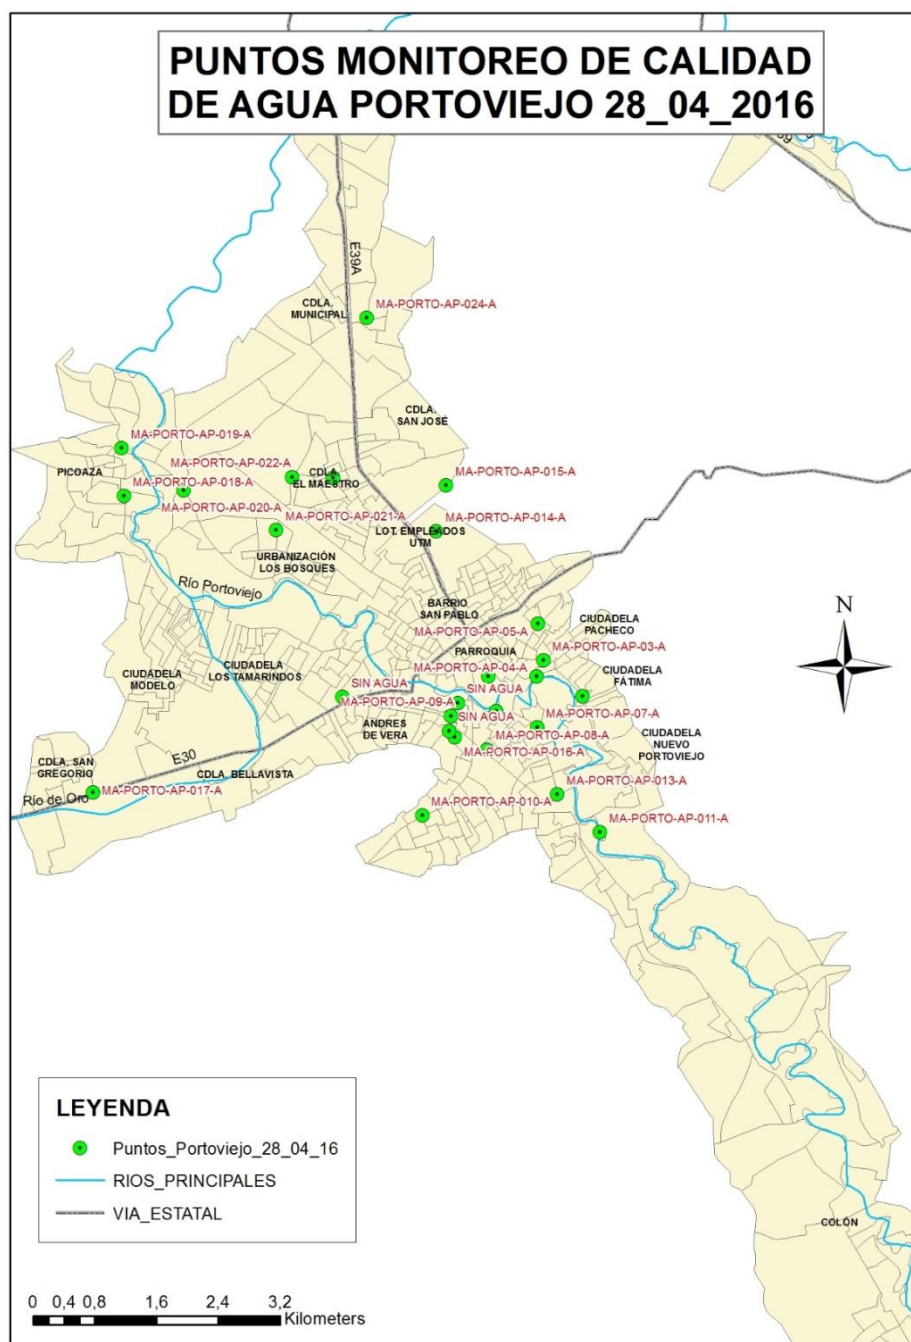 PUNTOS MONITOREO DE CALIDAD
DE AGUA PORTOVIEJO 28_04_2016
E39A
CDLA.
MUNICIPAL
MA-PORTO-AP-024-A
CDLA.
SAN JOSÉ
MA-PORTO-AP-019-A
PICOAZA
MA-PORTO-AP-022-A
CDLA.
EL MAESTRO
MA-PORTO-AP-015-A
MA-PORTO-AP-018-A
MA-PORTO-AP-020-A
MA-PORTO-AP-021-A
MA-PORTO-AP-014-A
LOT. EMPLEADOS
UTM
URBANIZACIÓN
LOS BOSQUES
Río Portoviejo
BARRIO
SAN PABLO
MA-PORTO-AP-05-A
CIUDADELA
PACHECO
PARROQUIA
MA-PORTO-AP-03-A
MA-PORTO-AP-04-A
CIUDADELA
FÁTIMA
CIUDADELA
MODELO
CIUDADELA
LOS TAMARINDOS
SIN AGUA
SIN AGUA
MA-PORTO-AP-09-A
SIN AGUA
MA-PORTO-AP-07-A
ANDRES
DE VERA
MA-PORTO-AP-08-A
CIUDADELA
NUEVO
PORTOVIEJO
MA-PORTO-AP-016-A
E30
CDLA. SAN
GREGORIO
CDLA. BELLAVISTA
Río de Oro
MA-PORTO-AP-017-A
MA-PORTO-AP-013-A
MA-PORTO-AP-010-A
MA-PORTO-AP-011-A
N
COLÓN
LEYENDA
Puntos_Portoviejo_28_04_16
RIOS_PRINCIPALES
VIA_ESTATAL
0 0,4 0,8 1,6 2,4 3,2
Kilometers